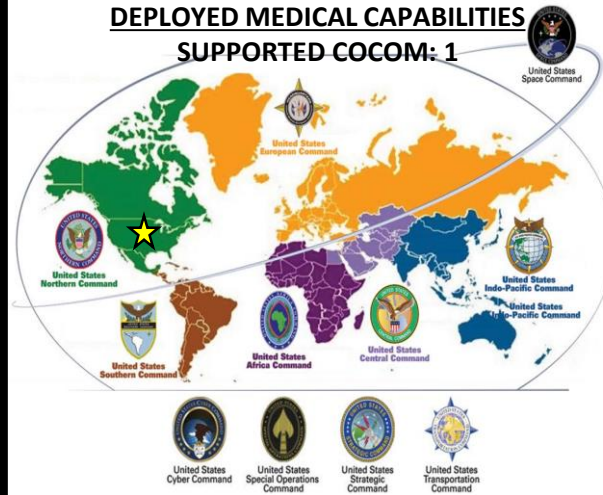 DEPLOYED MEDICAL CAPABILITIES
SUPPORTED COCOM: 1
United States
Space Command
United States
European Command
United States
Northern Command
United States
Indo-Pacific Command
United States
Indo-Pacific Command
United States
Southern Command
United States
Africa Command
United States
Central Command
United States
Cyber Command
United States
Special Operations
Command
United States
Strategic
Command
United States
Transportation
Command